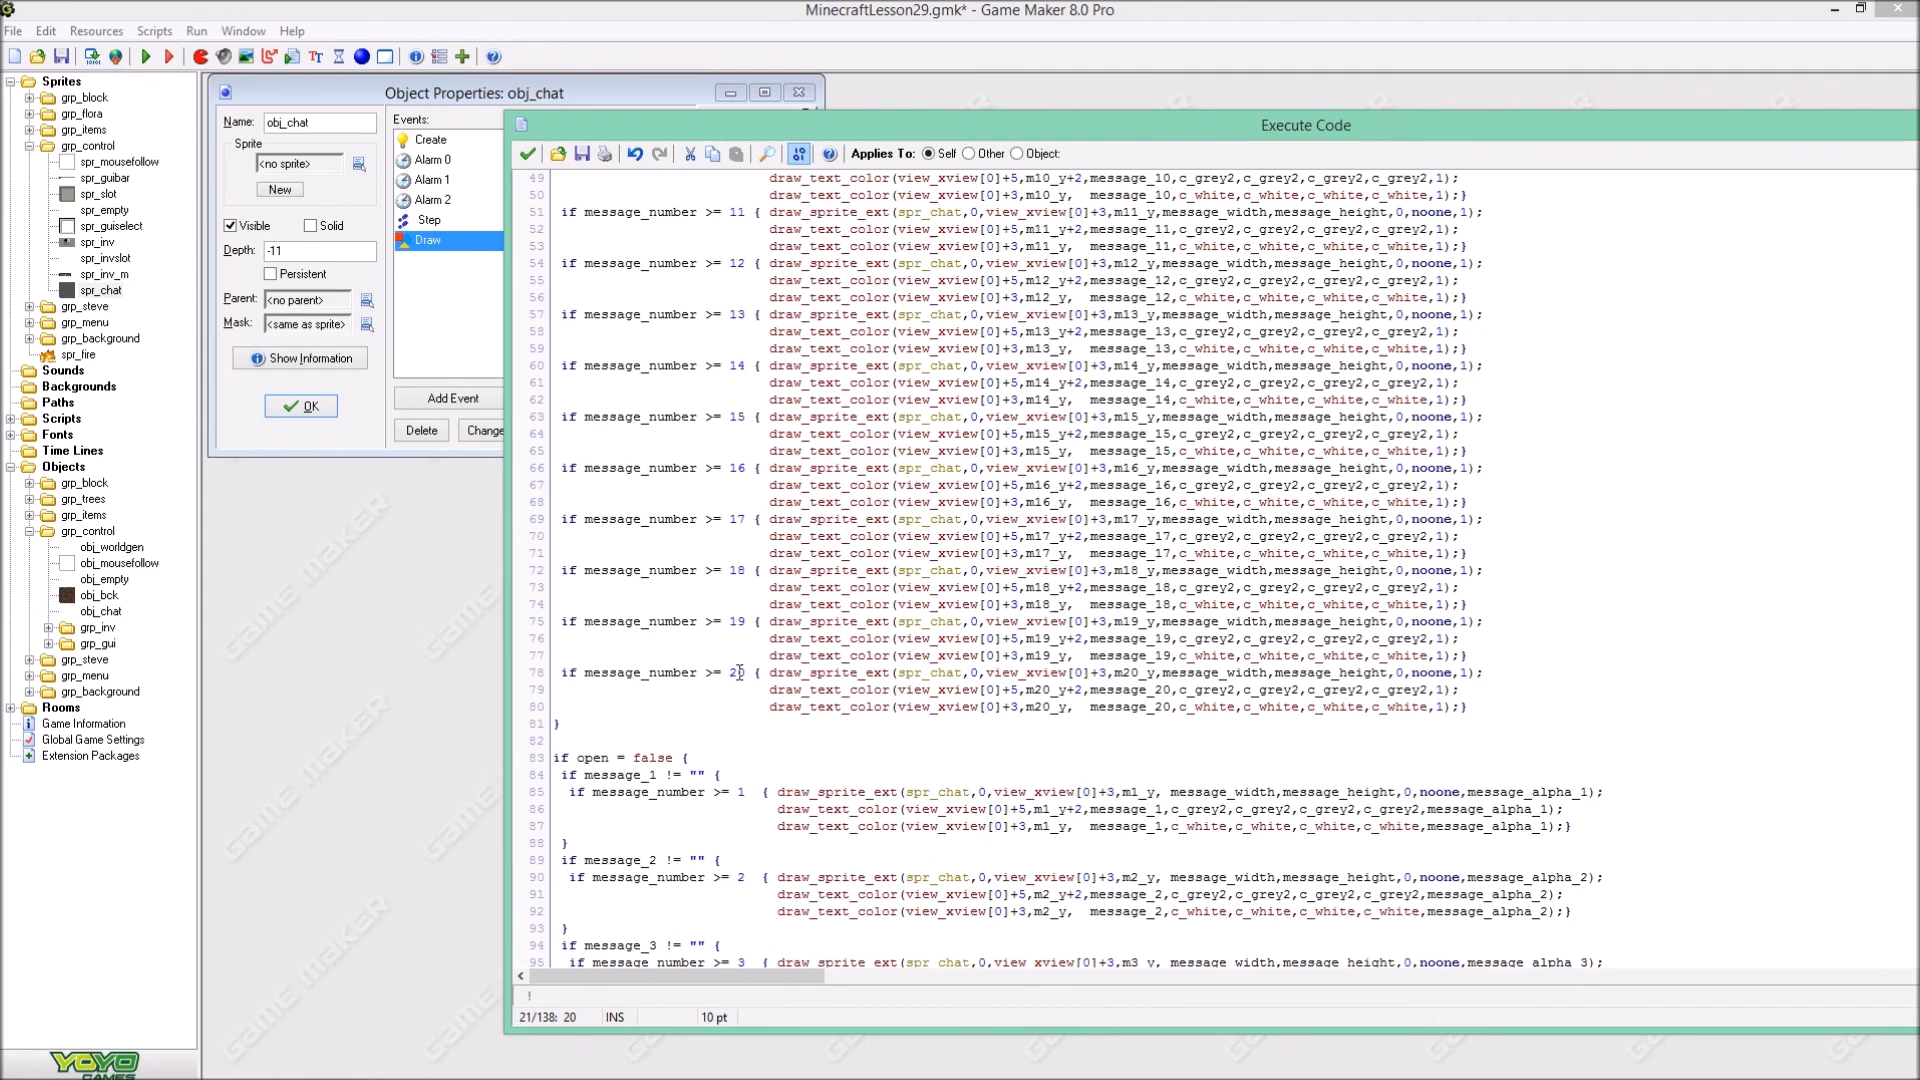 MinecraftLesson29.gmk* - Game Maker 8.0 Pro
File Edit Resources Scripts Run Window Help
Sprites
grp_block
grp_flora
grp_items
grp_control
spr_mousefollow
spr_guibar
spr_slot
spr_empty
spr_guiselect
spr_inv
spr_invslot
spr_inv_m
spr_chat
grp_steve
grp_menu
grp_background
spr_fire
Sounds
Backgrounds
Paths
Scripts
Fonts
Time Lines
Objects
grp_block
grp_trees
grp_items
grp_control
obj_worldgen
obj_mousefollow
obj_empty
obj_bck
obj_chat
grp_inv
grp_gui
grp_steve
grp_menu
grp_background
Rooms
Game Information
Global Game Settings
Extension Packages
YOYO
GAMES
Object Properties: obj_chat
Name: obj_chat
Sprite
<no sprite>
New
Visible Solid
Depth: -11
Persistent
Parent: <no parent>
Mask: <same as sprite>
Show Information
OK
Events:
Create
Alarm 0
Alarm 1
Alarm 2
Step
Draw
Add Event
Delete Change
Execute Code
Applies To: Self Other Object:
49 draw_text_color(view_xview[0]+5,m10_y+2,message_10,c_grey2,c_grey2,c_grey2,c_grey2,1);
50 draw_text_color(view_xview[0]+3,m10_y, message_10,c_white,c_white,c_white,c_white,1);}
51 if message_number >= 11 { draw_sprite_ext(spr_chat,0,view_xview[0]+3,m11_y,message_width,message_height,0,noone,1);
52 draw_text_color(view_xview[0]+5,m11_y+2,message_11,c_grey2,c_grey2,c_grey2,c_grey2,1);
53 draw_text_color(view_xview[0]+3,m11_y, message_11,c_white,c_white,c_white,c_white,1);}
54 if message_number >= 12 { draw_sprite_ext(spr_chat,0,view_xview[0]+3,m12_y,message_width,message_height,0,noone,1);
55 draw_text_color(view_xview[0]+5,m12_y+2,message_12,c_grey2,c_grey2,c_grey2,c_grey2,1);
56 draw_text_color(view_xview[0]+3,m12_y, message_12,c_white,c_white,c_white,c_white,1);}
57 if message_number >= 13 { draw_sprite_ext(spr_chat,0,view_xview[0]+3,m13_y,message_width,message_height,0,noone,1);
58 draw_text_color(view_xview[0]+5,m13_y+2,message_13,c_grey2,c_grey2,c_grey2,c_grey2,1);
59 draw_text_color(view_xview[0]+3,m13_y, message_13,c_white,c_white,c_white,c_white,1);}
60 if message_number >= 14 { draw_sprite_ext(spr_chat,0,view_xview[0]+3,m14_y,message_width,message_height,0,noone,1);
61 draw_text_color(view_xview[0]+5,m14_y+2,message_14,c_grey2,c_grey2,c_grey2,c_grey2,1);
62 draw_text_color(view_xview[0]+3,m14_y, message_14,c_white,c_white,c_white,c_white,1);}
63 if message_number >= 15 { draw_sprite_ext(spr_chat,0,view_xview[0]+3,m15_y,message_width,message_height,0,noone,1);
64 draw_text_color(view_xview[0]+5,m15_y+2,message_15,c_grey2,c_grey2,c_grey2,c_grey2,1);
65 draw_text_color(view_xview[0]+3,m15_y, message_15,c_white,c_white,c_white,c_white,1);}
66 if message_number >= 16 { draw_sprite_ext(spr_chat,0,view_xview[0]+3,m16_y,message_width,message_height,0,noone,1);
67 draw_text_color(view_xview[0]+5,m16_y+2,message_16,c_grey2,c_grey2,c_grey2,c_grey2,1);
68 draw_text_color(view_xview[0]+3,m16_y, message_16,c_white,c_white,c_white,c_white,1);}
69 if message_number >= 17 { draw_sprite_ext(spr_chat,0,view_xview[0]+3,m17_y,message_width,message_height,0,noone,1);
70 draw_text_color(view_xview[0]+5,m17_y+2,message_17,c_grey2,c_grey2,c_grey2,c_grey2,1);
71 draw_text_color(view_xview[0]+3,m17_y, message_17,c_white,c_white,c_white,c_white,1);}
72 if message_number >= 18 { draw_sprite_ext(spr_chat,0,view_xview[0]+3,m18_y,message_width,message_height,0,noone,1);
73 draw_text_color(view_xview[0]+5,m18_y+2,message_18,c_grey2,c_grey2,c_grey2,c_grey2,1);
74 draw_text_color(view_xview[0]+3,m18_y, message_18,c_white,c_white,c_white,c_white,1);}
75 if message_number >= 19 { draw_sprite_ext(spr_chat,0,view_xview[0]+3,m19_y,message_width,message_height,0,noone,1);
76 draw_text_color(view_xview[0]+5,m19_y+2,message_19,c_grey2,c_grey2,c_grey2,c_grey2,1);
77 draw_text_color(view_xview[0]+3,m19_y, message_19,c_white,c_white,c_white,c_white,1);}
78 if message_number >= 20 { draw_sprite_ext(spr_chat,0,view_xview[0]+3,m20_y,message_width,message_height,0,noone,1);
79 draw_text_color(view_xview[0]+5,m20_y+2,message_20,c_grey2,c_grey2,c_grey2,c_grey2,1);
80 draw_text_color(view_xview[0]+3,m20_y, message_20,c_white,c_white,c_white,c_white,1);}
81 }
82
83 if open = false {
84 if message_1 != "" {
85 if message_number >= 1 { draw_sprite_ext(spr_chat,0,view_xview[0]+3,m1_y, message_width,message_height,0,noone,message_alpha_1);
86 draw_text_color(view_xview[0]+5,m1_y+2,message_1,c_grey2,c_grey2,c_grey2,c_grey2,message_alpha_1);
87 draw_text_color(view_xview[0]+3,m1_y, message_1,c_white,c_white,c_white,c_white,message_alpha_1);}
88 }
89 if message_2 != "" {
90 if message_number >= 2 { draw_sprite_ext(spr_chat,0,view_xview[0]+3,m2_y, message_width,message_height,0,noone,message_alpha_2);
91 draw_text_color(view_xview[0]+5,m2_y+2,message_2,c_grey2,c_grey2,c_grey2,c_grey2,message_alpha_2);
92 draw_text_color(view_xview[0]+3,m2_y, message_2,c_white,c_white,c_white,c_white,message_alpha_2);}
93 }
94 if message_3 != "" {
95 if message_number >= 3 { draw_sprite_ext(spr_chat,0,view_xview[0]+3,m3_y, message_width,message_height,0,noone,message_alpha_3);
!
21/138: 20 INS 10 pt
GAME MAKER
GAME MAKER
GAME MAKER
GAME MAKER
GAME MAKER
GAME MAKER